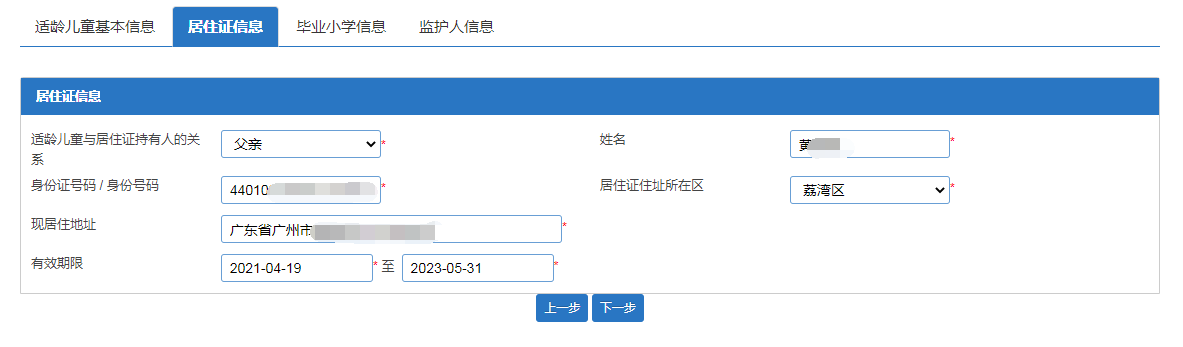 适龄儿童基本信息 居住证信息 毕业小学信息 监护人信息
居住证信息
适龄儿童与居住证持有人的关系 父亲 * 姓名 黄 *
身份证号码 / 身份号码 44010 * 居住证住址所在区 荔湾区 *
现居住地址 广东省广州市 *
有效期限 2021-04-19 * 至 2023-05-31 *
上一步 下一步